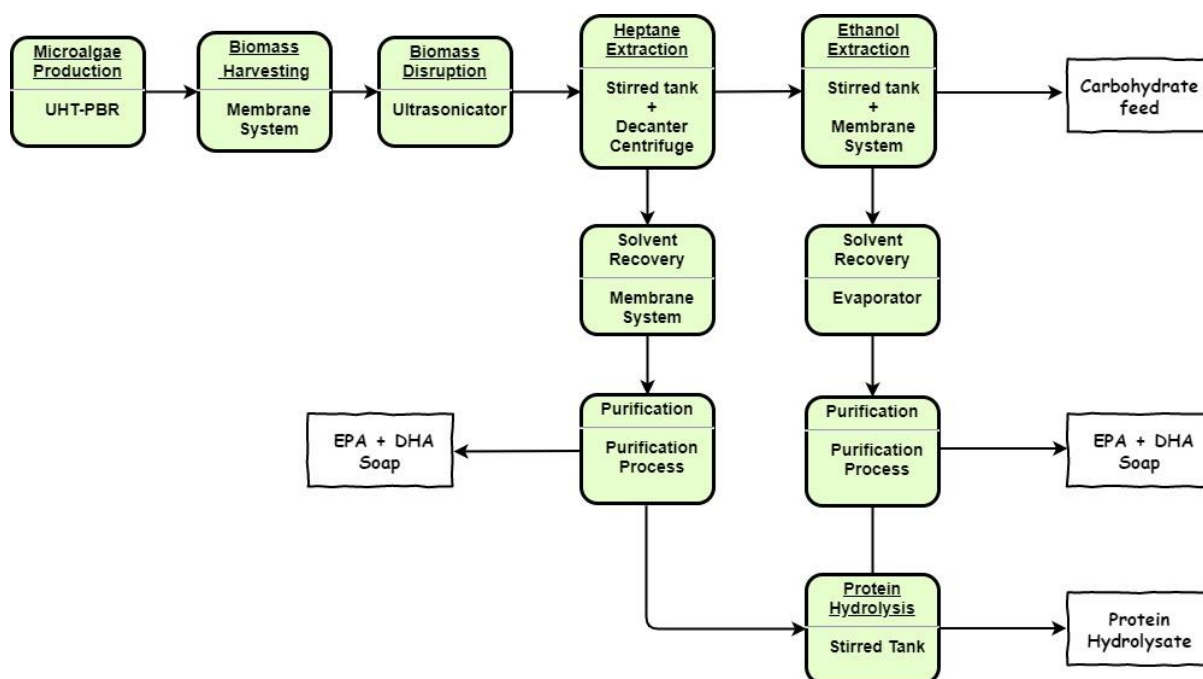 Microalgae
Production
UHT-PBR
Biomass
Harvesting
Membrane
System
Biomass
Disruption
Ultrasonicator
Heptane
Extraction
Stirred tank
+
Decanter
Centrifuge
Ethanol
Extraction
Stirred tank
+
Membrane
System
Carbohydrate
feed
Solvent
Recovery
Membrane
System
Solvent
Recovery
Evaporator
EPA + DHA
Soap
Purification
Purification
Process
Purification
Purification
Process
EPA + DHA
Soap
Protein
Hydrolysis
Stirred Tank
Protein
Hydrolysate